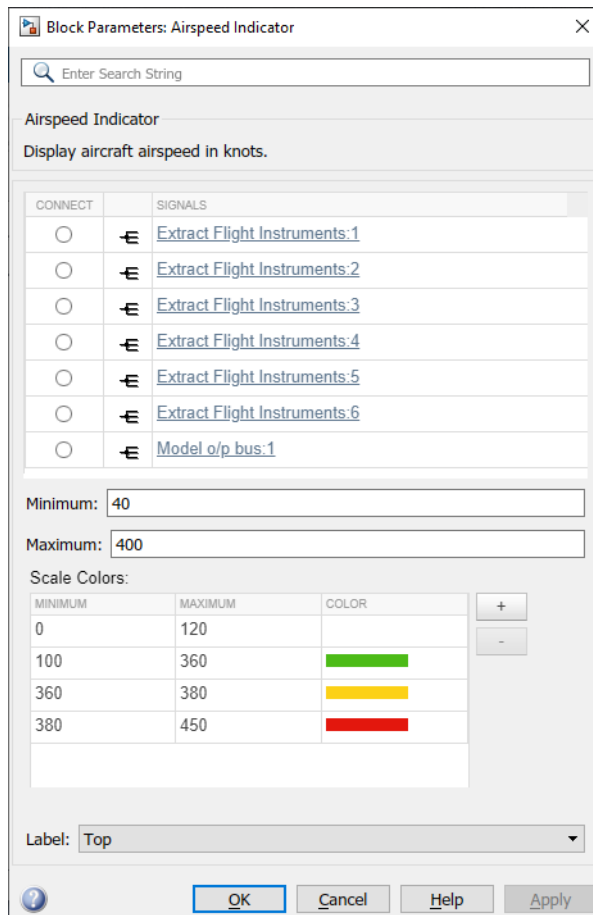 Block Parameters: Airspeed Indicator
Enter Search String
Airspeed Indicator
Display aircraft airspeed in knots.
CONNECT SIGNALS
Extract Flight Instruments:1
Extract Flight Instruments:2
Extract Flight Instruments:3
Extract Flight Instruments:4
Extract Flight Instruments:5
Extract Flight Instruments:6
Model o/p bus:1
Minimum: 40
Maximum: 400
Scale Colors:
MINIMUM MAXIMUM COLOR
0 120
100 360
360 380
380 450
+
-
Label: Top
? OK Cancel Help Apply